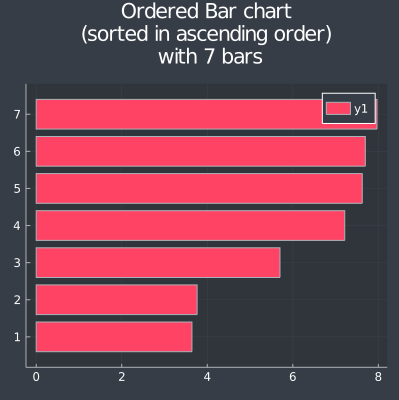 Ordered Bar chart
(sorted in ascending order)
with 7 bars
y1
7
6
5
4
3
2
1
0 2 4 6 8